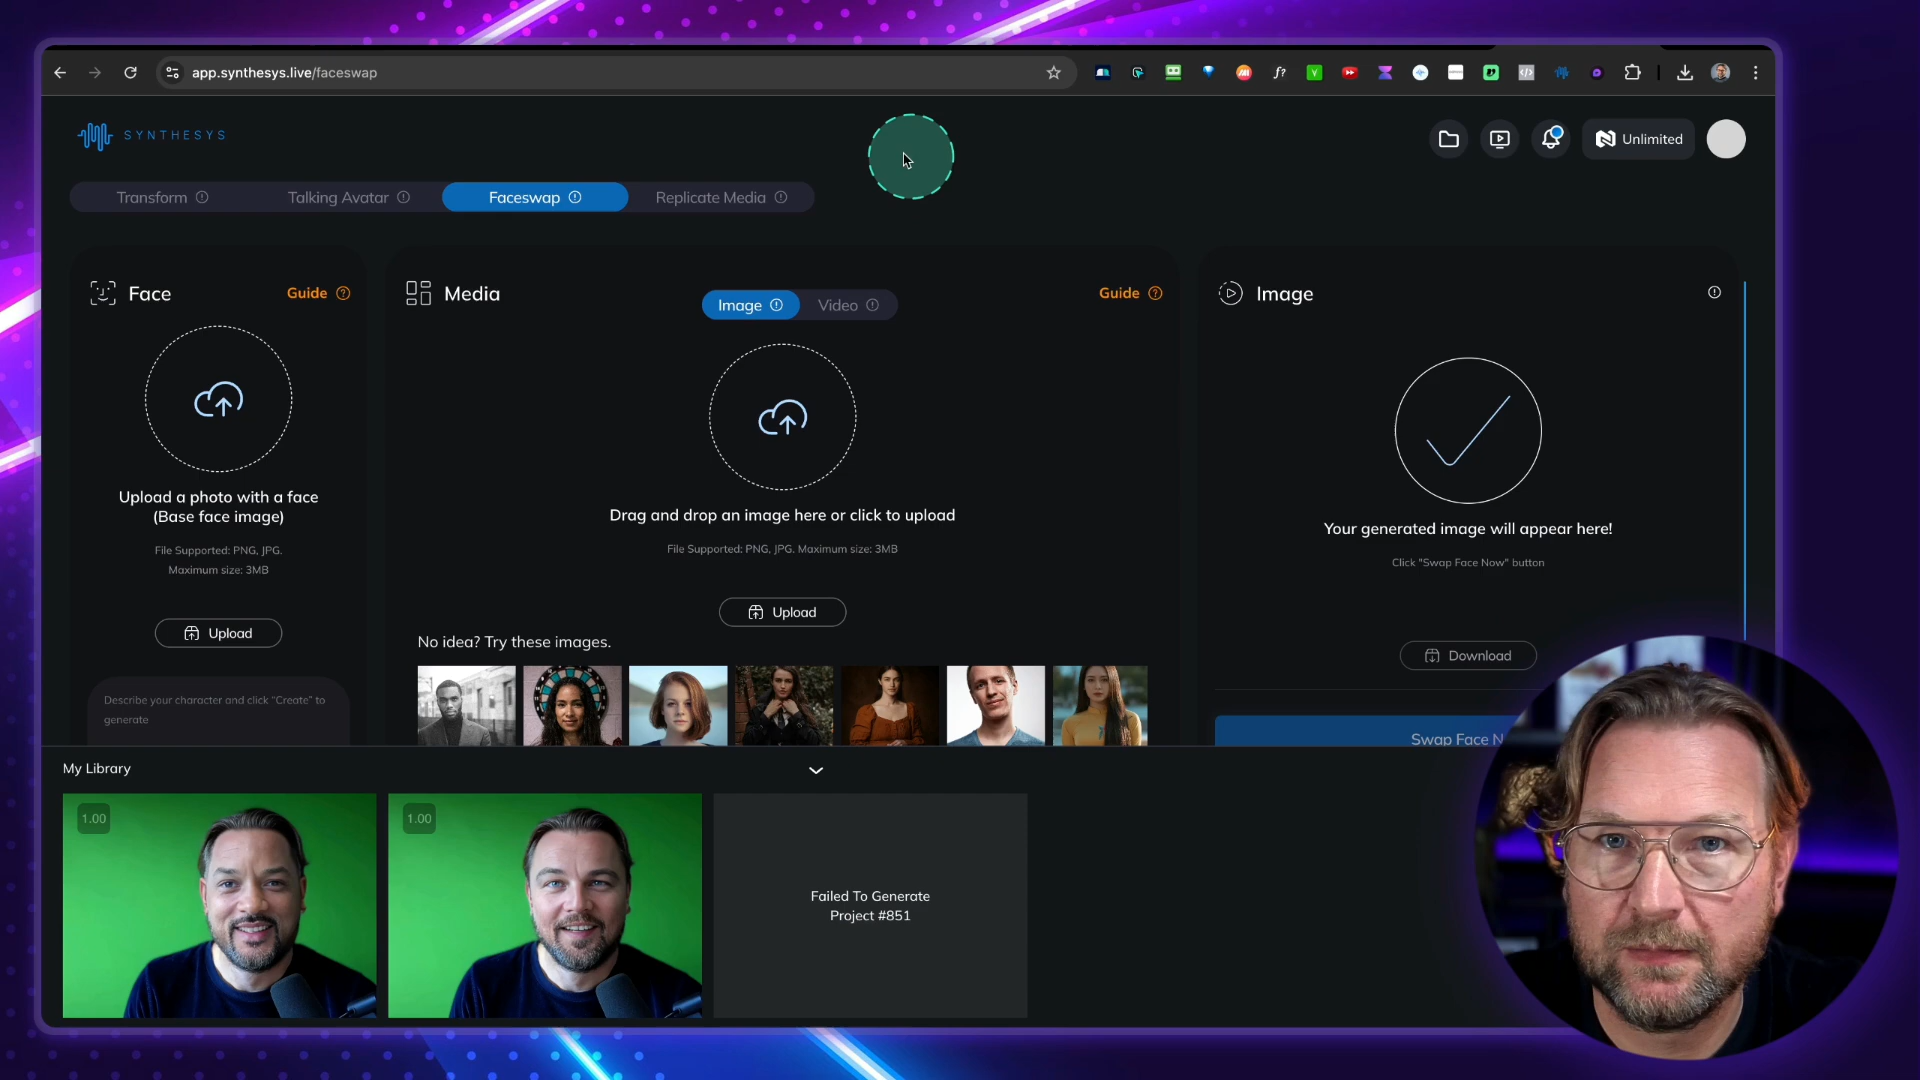 app.synthesys.live/faceswap
SYNTHESYS
Unlimited
Transform
Talking Avatar
Faceswap
Replicate Media
Face
Guide
Upload a photo with a face
(Base face image)
File Supported: PNG, JPG.
Maximum size: 3MB
Upload
Describe your character and click "Create" to
generate
Media
Image
Video
Guide
Drag and drop an image here or click to upload
File Supported: PNG, JPG. Maximum size: 3MB
Upload
No idea? Try these images.
Image
Your generated image will appear here!
Click "Swap Face Now" button
Download
Swap Face N
My Library
1.00
1.00
Failed To Generate
Project #851